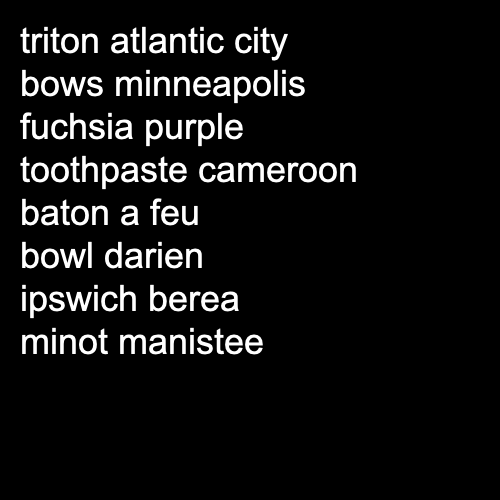 triton atlantic city
bows minneapolis
fuchsia purple
toothpaste cameroon
baton a feu
bowl darien
ipswich berea
minot manistee